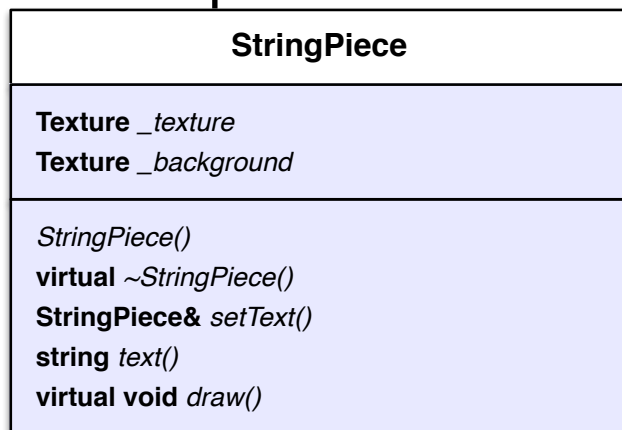 StringPiece
Texture _texture
Texture _background
StringPiece()
virtual ~StringPiece()
StringPiece& setText()
string text()
virtual void draw()